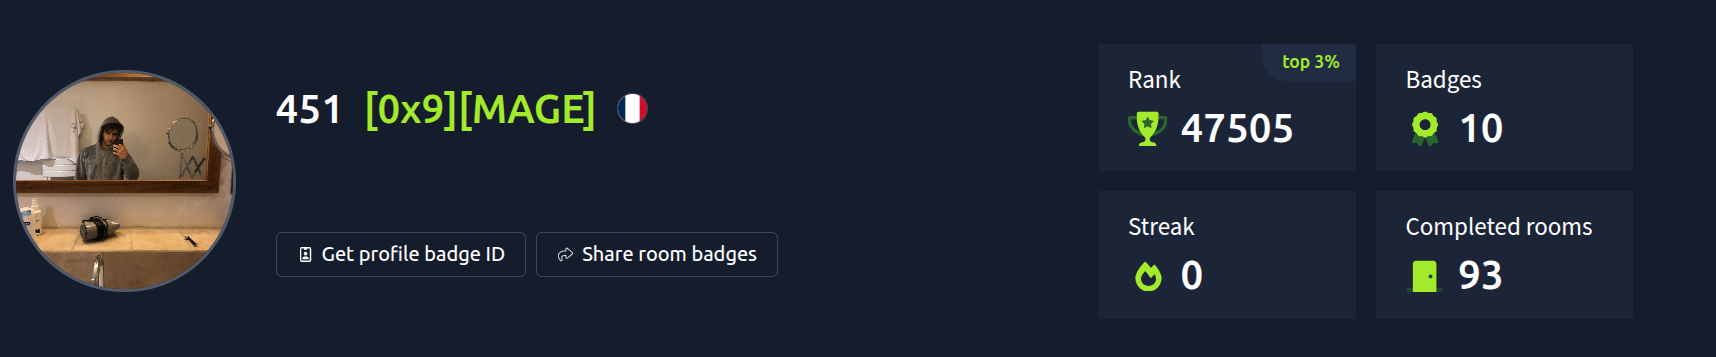 451 [0x9][MAGE]
Get profile badge ID
Share room badges
Rank
top 3%
47505
Badges
10
Streak
0
Completed rooms
93